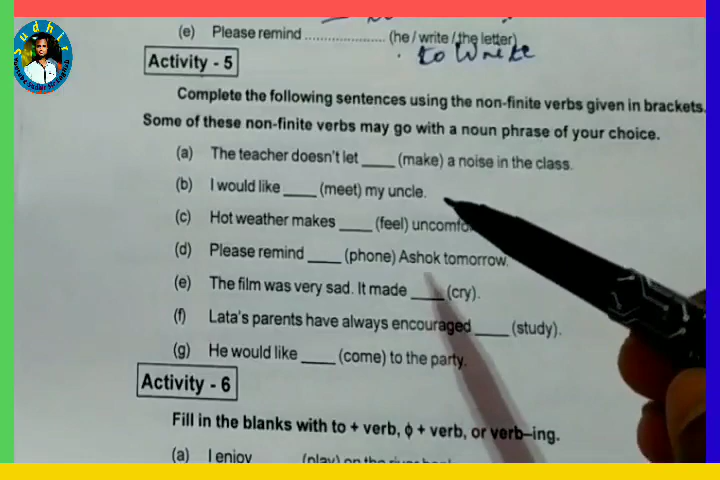 (e) Please remind ..................... (he / write / the letter)
to write
Activity - 5
Complete the following sentences using the non-finite verbs given in brackets.
Some of these non-finite verbs may go with a noun phrase of your choice.
(a) The teacher doesn't let ____ (make) a noise in the class.
(b) I would like ____ (meet) my uncle.
(c) Hot weather makes ____ (feel)
(d) Please remind ____ (phone) Ashok tomorrow.
(e) The film was very sad. It made ____ (cry).
(f) Lata's parents have always encouraged ____ (study).
(g) He would like ____ (come) to the party.
Activity - 6
Fill in the blanks with to + verb, ϕ + verb, or verb–ing.
(a) I enjoy ____ (play) on the
Sudhir